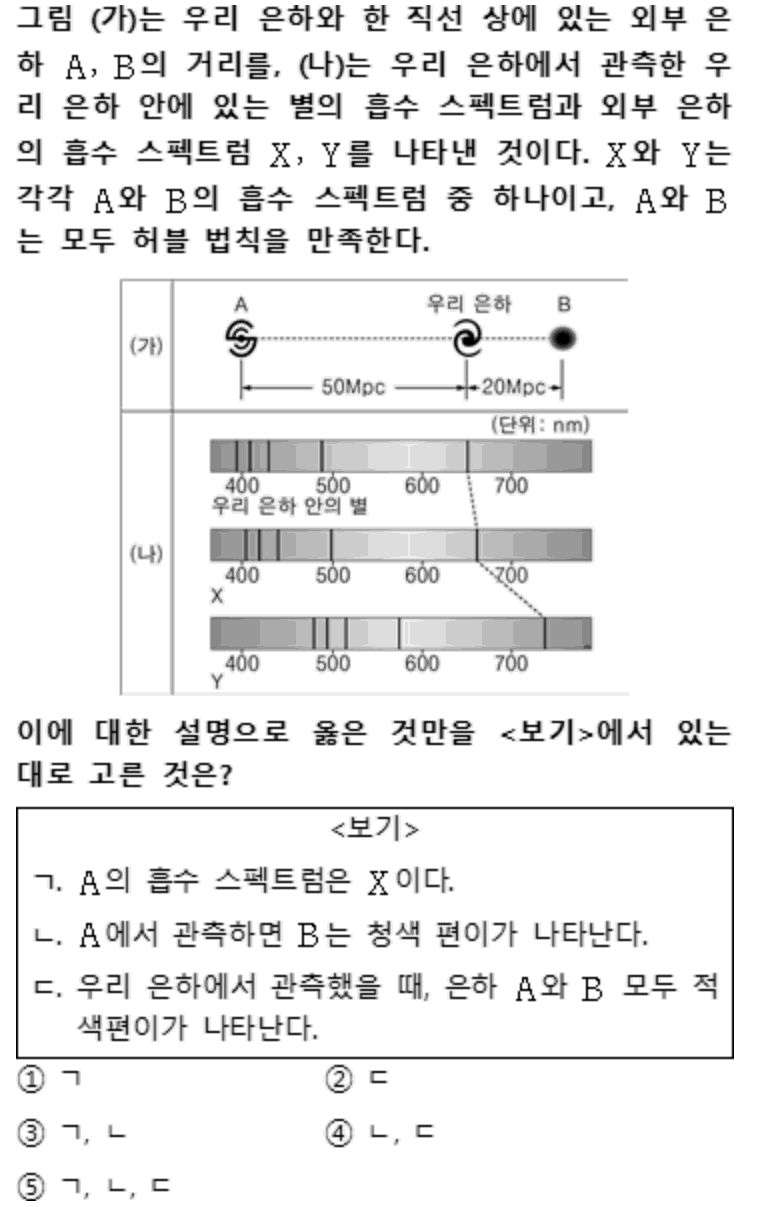 그림 (가)는 우리 은하와 한 직선 상에 있는 외부 은
하 A, B의 거리를, (나)는 우리 은하에서 관측한 우
리 은하 안에 있는 별의 흡수 스펙트럼과 외부 은하
의 흡수 스펙트럼 X, Y를 나타낸 것이다. X와 Y는
각각 A와 B의 흡수 스펙트럼 중 하나이고, A와 B
는 모두 허블 법칙을 만족한다.
A 우리 은하 B
(가)
50Mpc 20Mpc
(단위: nm)
400 500 600 700
우리 은하 안의 별
(나)
400 500 600 700
X
400 500 600 700
Y
이에 대한 설명으로 옳은 것만을 <보기>에서 있는
대로 고른 것은?
<보기>
ㄱ. A의 흡수 스펙트럼은 X이다.
ㄴ. A에서 관측하면 B는 청색 편이가 나타난다.
ㄷ. 우리 은하에서 관측했을 때, 은하 A와 B 모두 적
색편이가 나타난다.
① ㄱ ② ㄷ
③ ㄱ, ㄴ ④ ㄴ, ㄷ
⑤ ㄱ, ㄴ, ㄷ